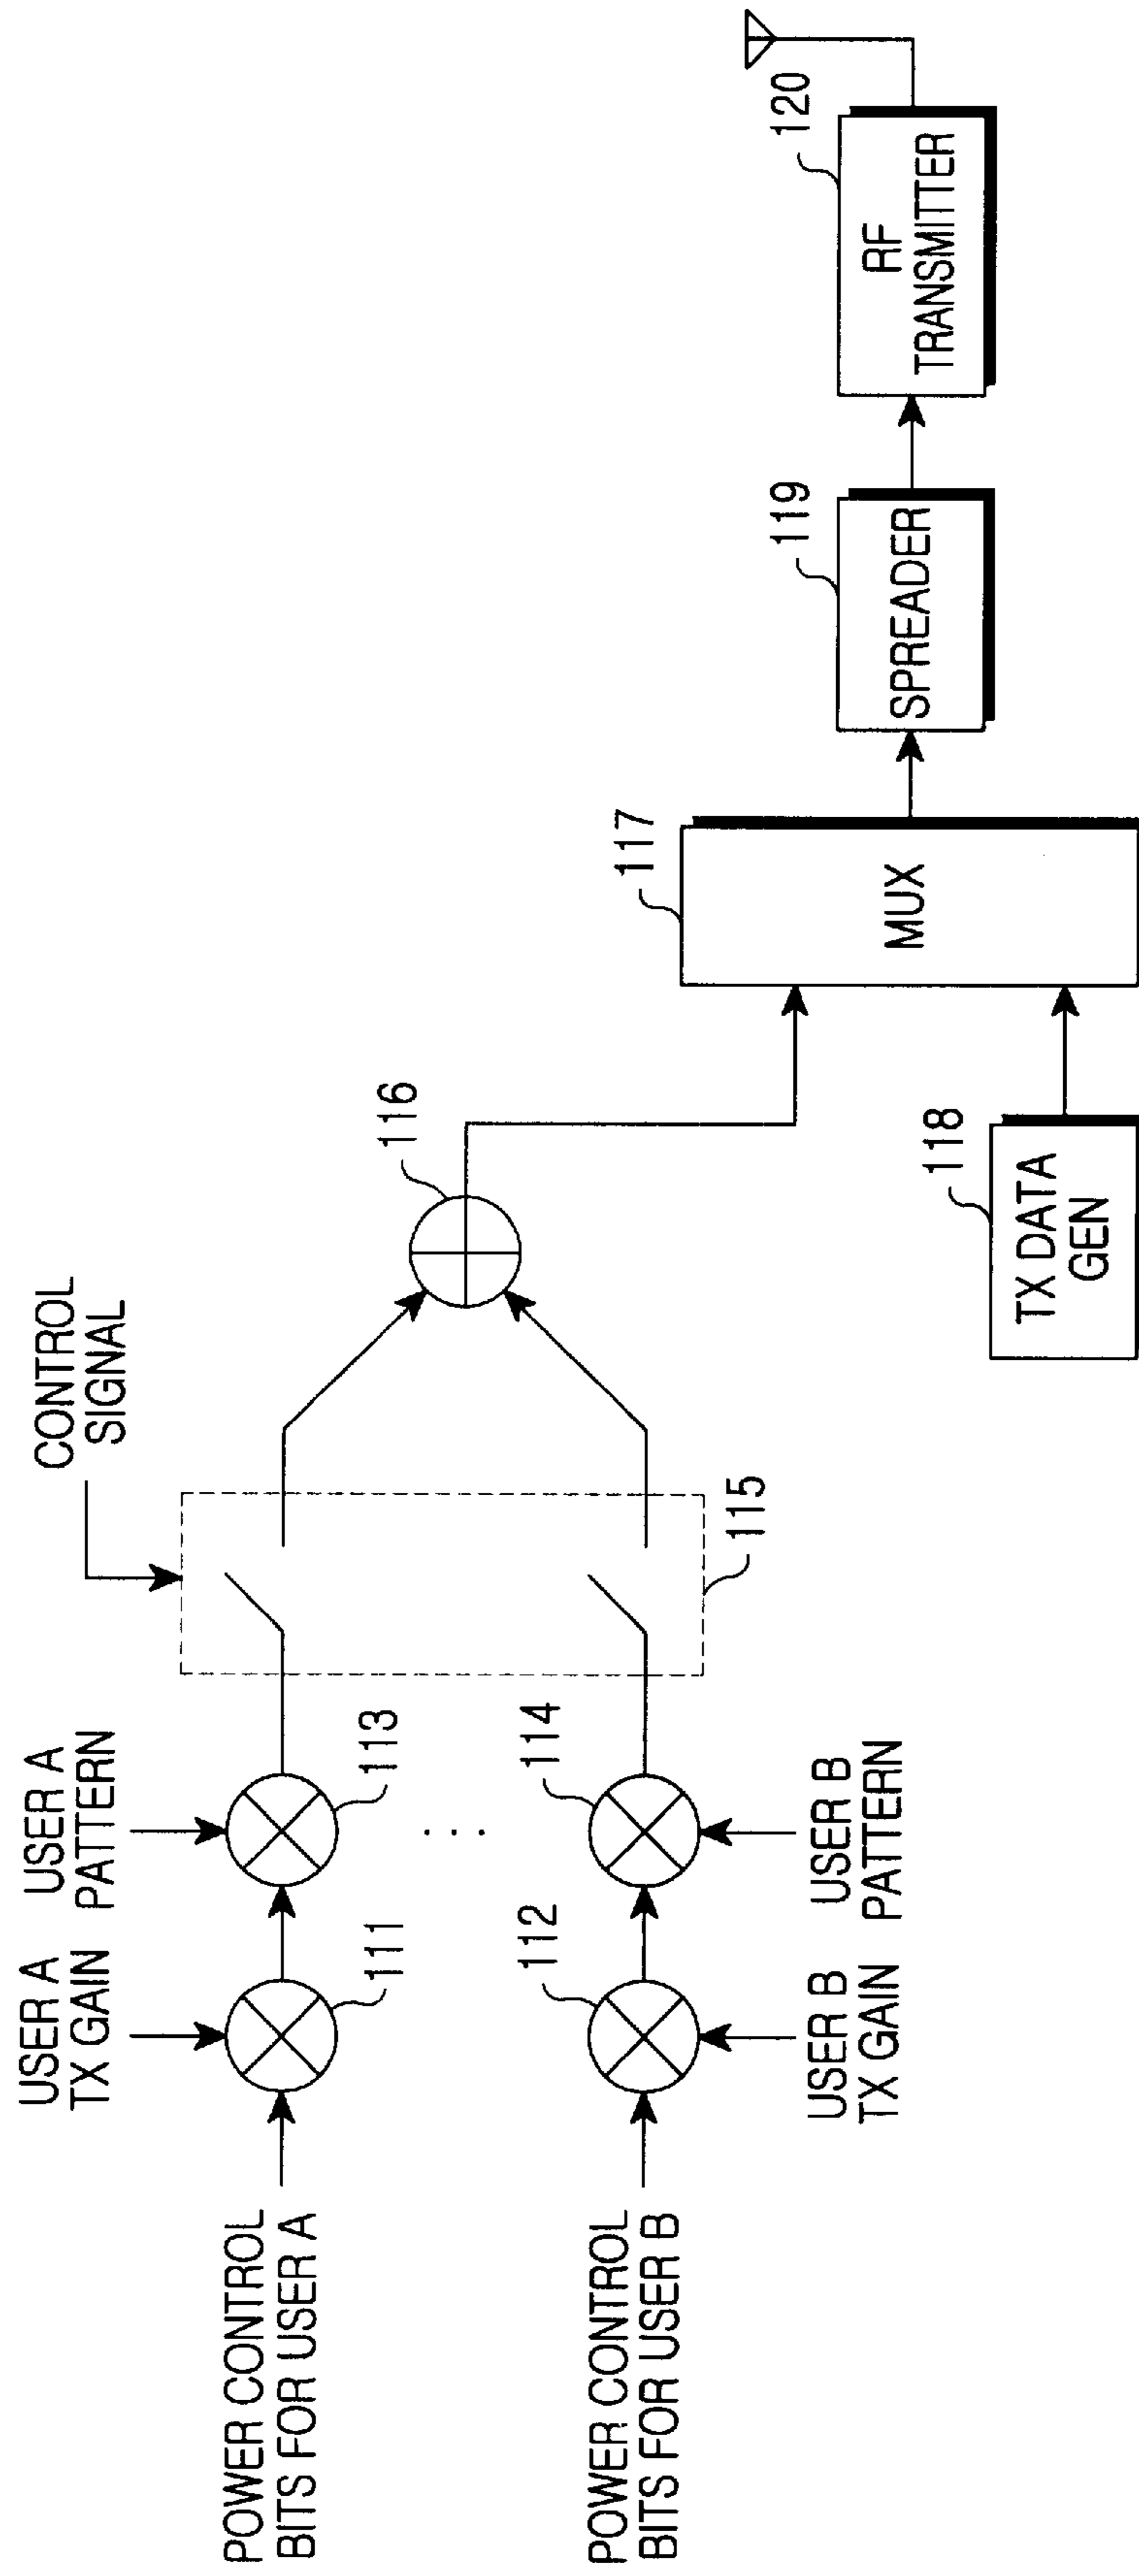 CONTROL
SIGNAL
USER A
TX GAIN
USER A
PATTERN
POWER CONTROL
BITS FOR USER A
111
113
116
. . .
POWER CONTROL
BITS FOR USER B
112
114
115
USER B
TX GAIN
USER B
PATTERN
117
MUX
118
TX DATA
GEN
119
SPREADER
120
RF
TRANSMITTER